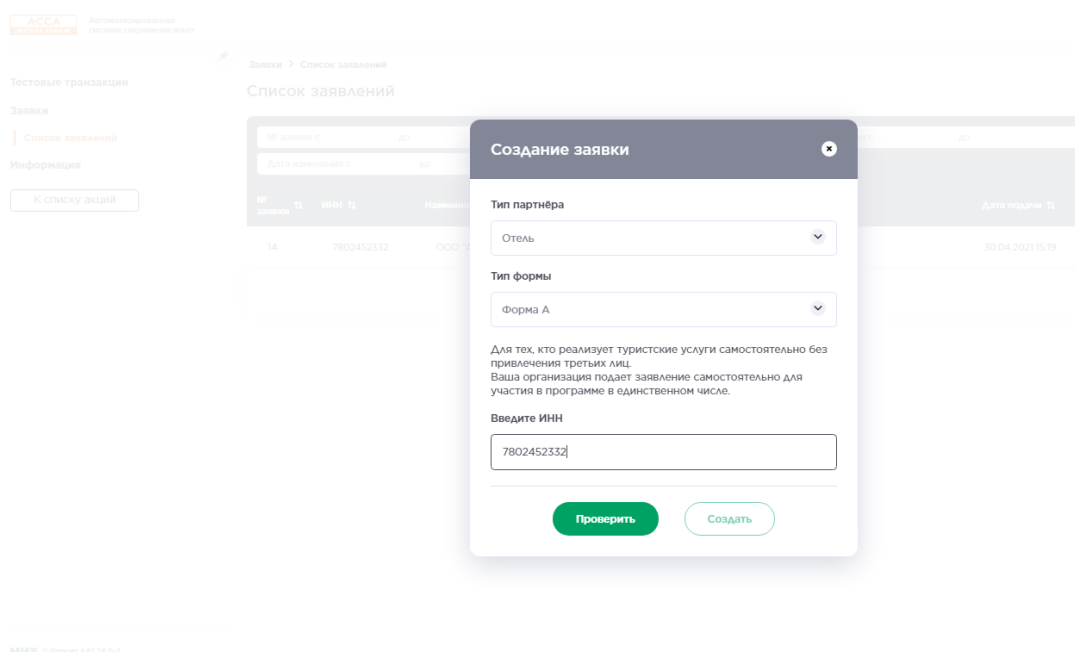 АССА
Автоматизированная
Заявки > Список заявлений
Тестовые транзакции
Список заявлений
Заявки
Список заявлений
№ заявки с до до
Информация
Дата изменения с до
К списку акций
№ заявки ИНН Дата подачи
14 7802452332 ООО 30.04.2021 15:19
Создание заявки
Тип партнёра
Отель
Тип формы
Форма А
Для тех, кто реализует туристские услуги самостоятельно без
привлечения третьих лиц.
Ваша организация подает заявление самостоятельно для
участия в программе в единственном числе.
Введите ИНН
7802452332
Проверить Создать